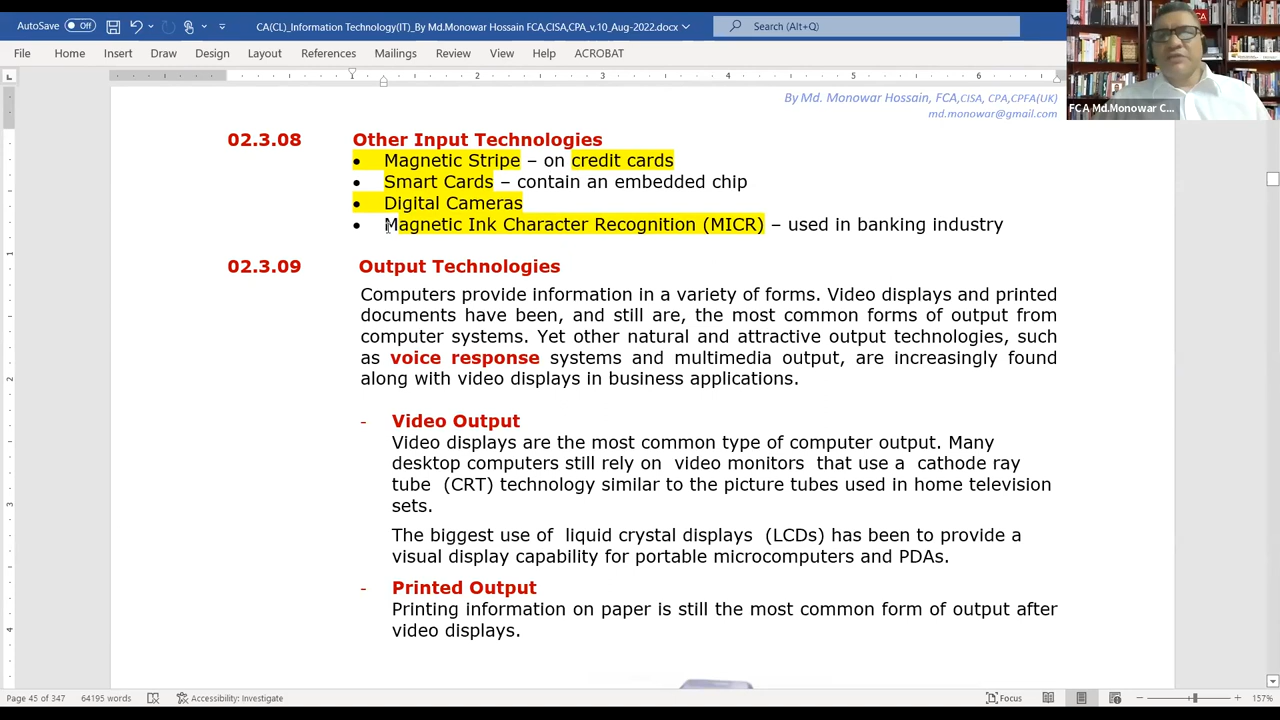 AutoSave Off
CA(CL)_Information Technology(IT)_By Md.Monowar Hossain FCA,CISA,CPA_v.10_Aug-2022.docx
Search (Alt+Q)
File Home Insert Draw Design Layout References Mailings Review View Help ACROBAT
CA
FCA Md.Monowar C...
2 3 4 5 6
By Md. Monowar Hossain, FCA,CISA, CPA,CPFA(UK)
md.monowar@gmail.com
02.3.08 Other Input Technologies
• Magnetic Stripe – on credit cards
• Smart Cards – contain an embedded chip
• Digital Cameras
• Magnetic Ink Character Recognition (MICR) – used in banking industry
02.3.09 Output Technologies
Computers provide information in a variety of forms. Video displays and printed
documents have been, and still are, the most common forms of output from
computer systems. Yet other natural and attractive output technologies, such
as voice response systems and multimedia output, are increasingly found
along with video displays in business applications.
- Video Output
Video displays are the most common type of computer output. Many
desktop computers still rely on video monitors that use a cathode ray
tube (CRT) technology similar to the picture tubes used in home television
sets.
The biggest use of liquid crystal displays (LCDs) has been to provide a
visual display capability for portable microcomputers and PDAs.
- Printed Output
Printing information on paper is still the most common form of output after
video displays.
1
2
3
4
Page 45 of 347 64195 words Accessibility: Investigate Focus 157%